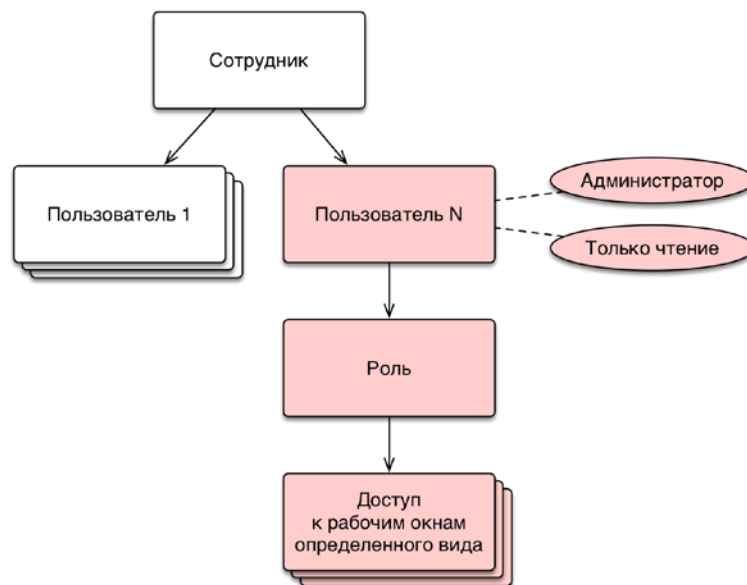 Сотрудник
Пользователь 1
Пользователь N
Администратор
Только чтение
Роль
Доступ
к рабочим окнам
определенного вида